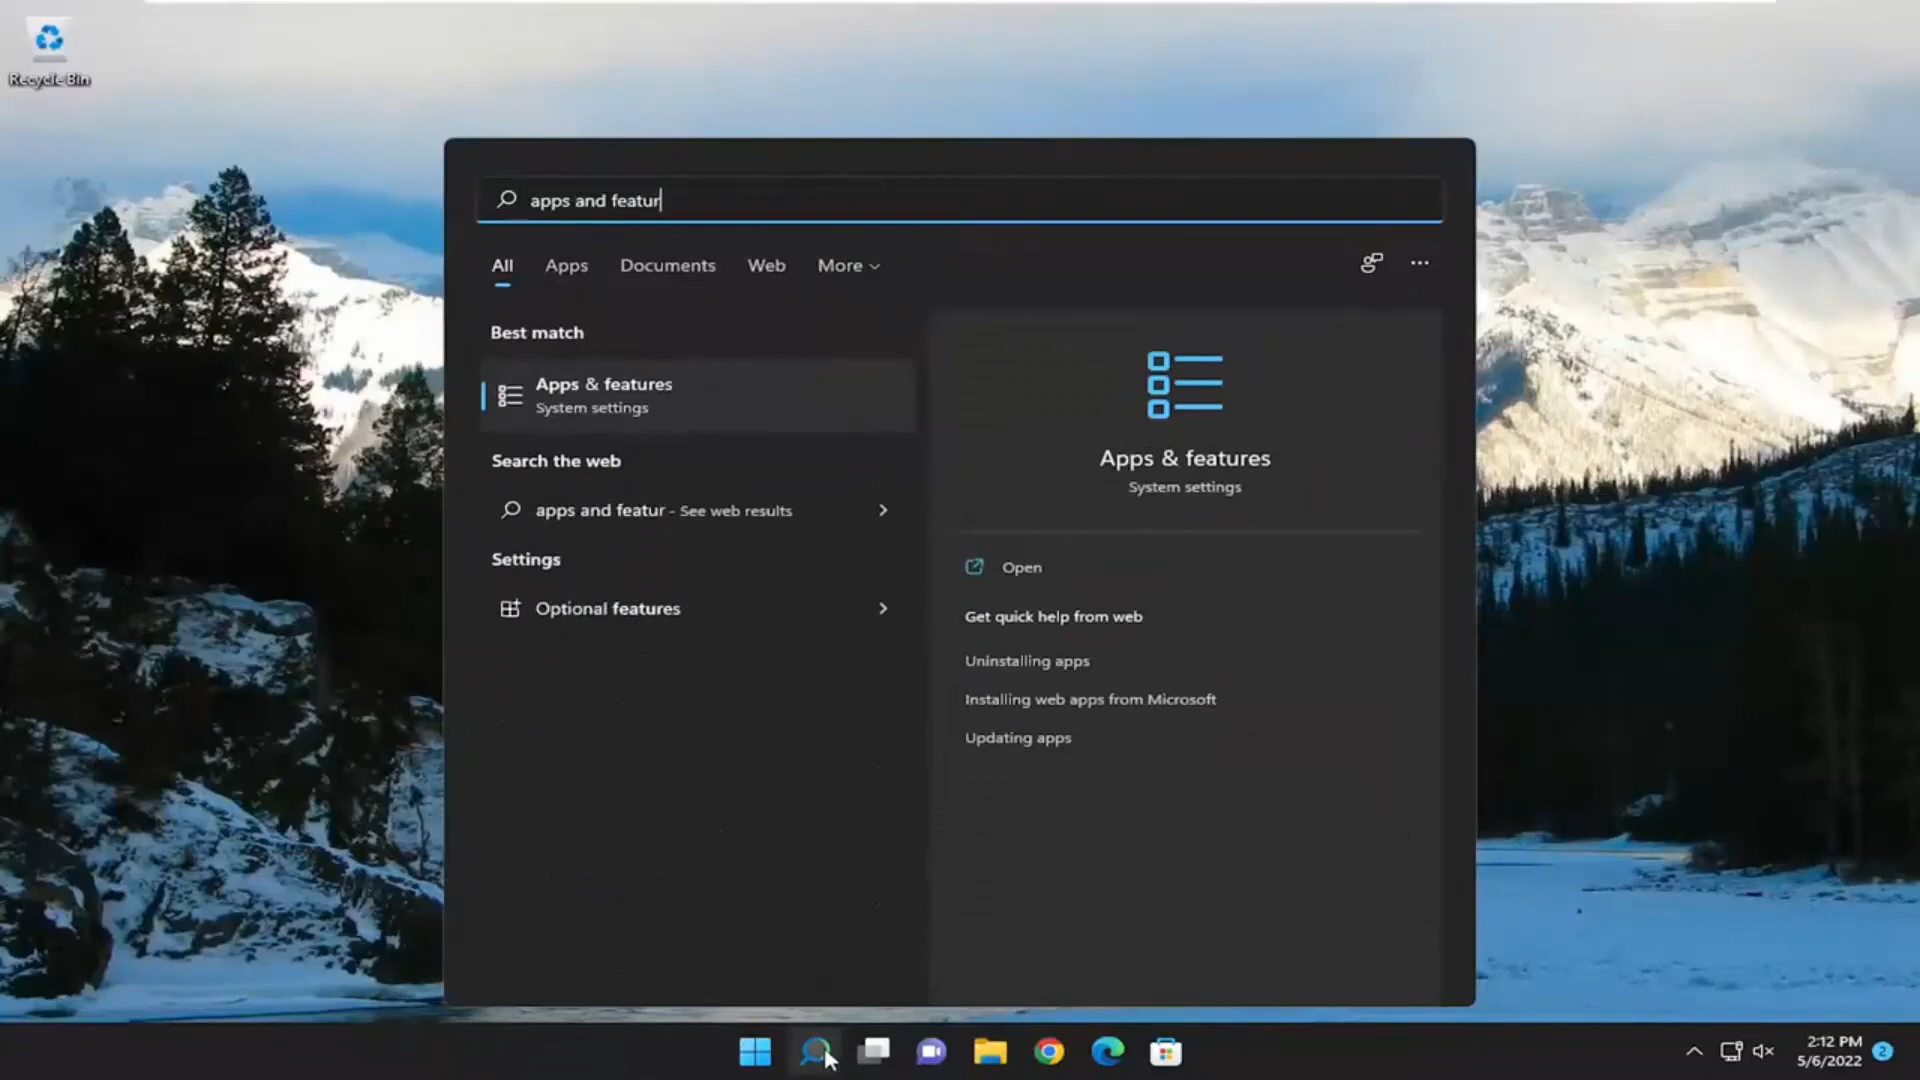 Recycle Bin
apps and featur
All Apps Documents Web More
Best match
Apps & features
System settings
Search the web
apps and featur - See web results
Settings
Optional features
Apps & features
System settings
Open
Get quick help from web
Uninstalling apps
Installing web apps from Microsoft
Updating apps
2:12 PM
5/6/2022
2